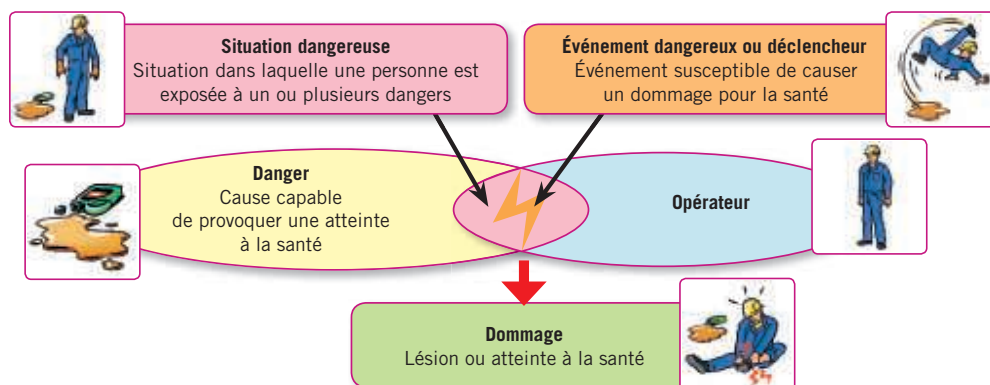 Situation dangereuse
Situation dans laquelle une personne est
exposée à un ou plusieurs dangers
Événement dangereux ou déclencheur
Événement susceptible de causer
un dommage pour la santé
Danger
Cause capable
de provoquer une atteinte
à la santé
Opérateur
Dommage
Lésion ou atteinte à la santé